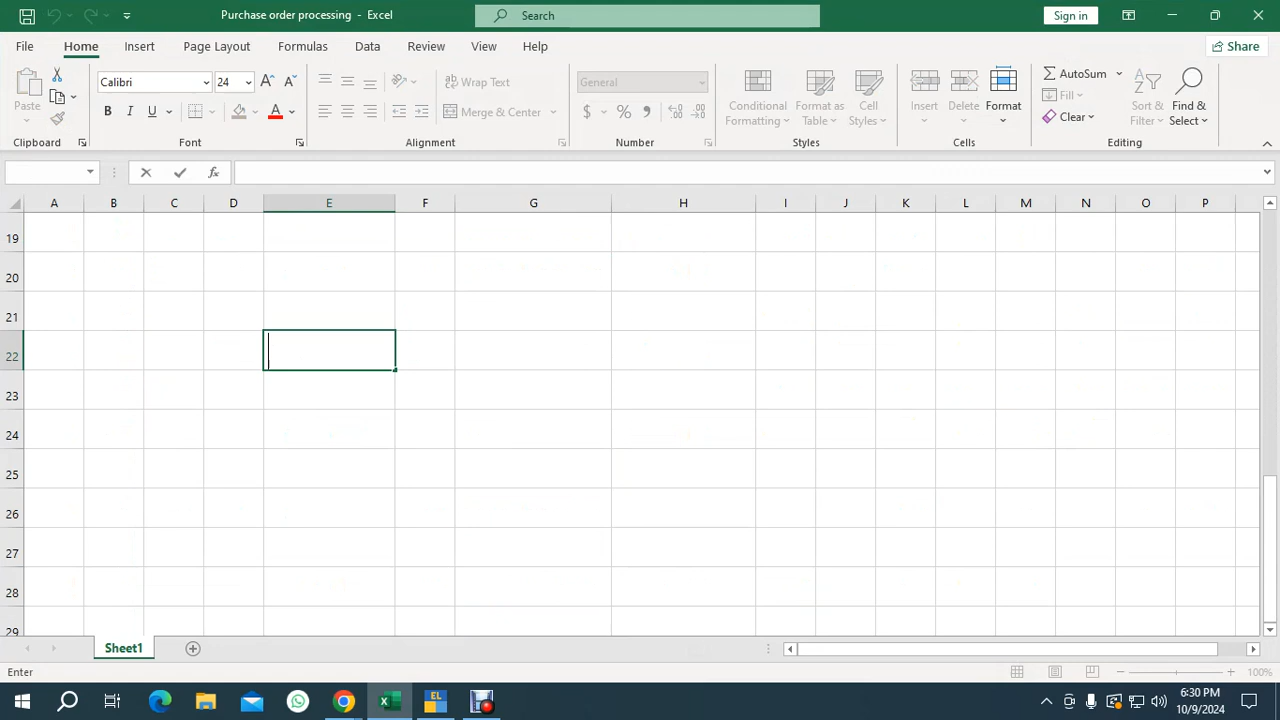 Purchase order processing - Excel
Search
Sign in
File Home Insert Page Layout Formulas Data Review View Help
Share
Paste
Calibri 24
B I U
Wrap Text
Merge & Center
General
$ % ,
Conditional Formatting
Format as Table
Cell Styles
Insert
Delete
Format
AutoSum
Fill
Clear
Sort & Filter
Find & Select
Clipboard Font Alignment Number Styles Cells Editing
fx
A B C D E F G H I J K L M N O P
19
20
21
22
23
24
25
26
27
28
29
Sheet1
Enter
100%
EL
6:30 PM
10/9/2024